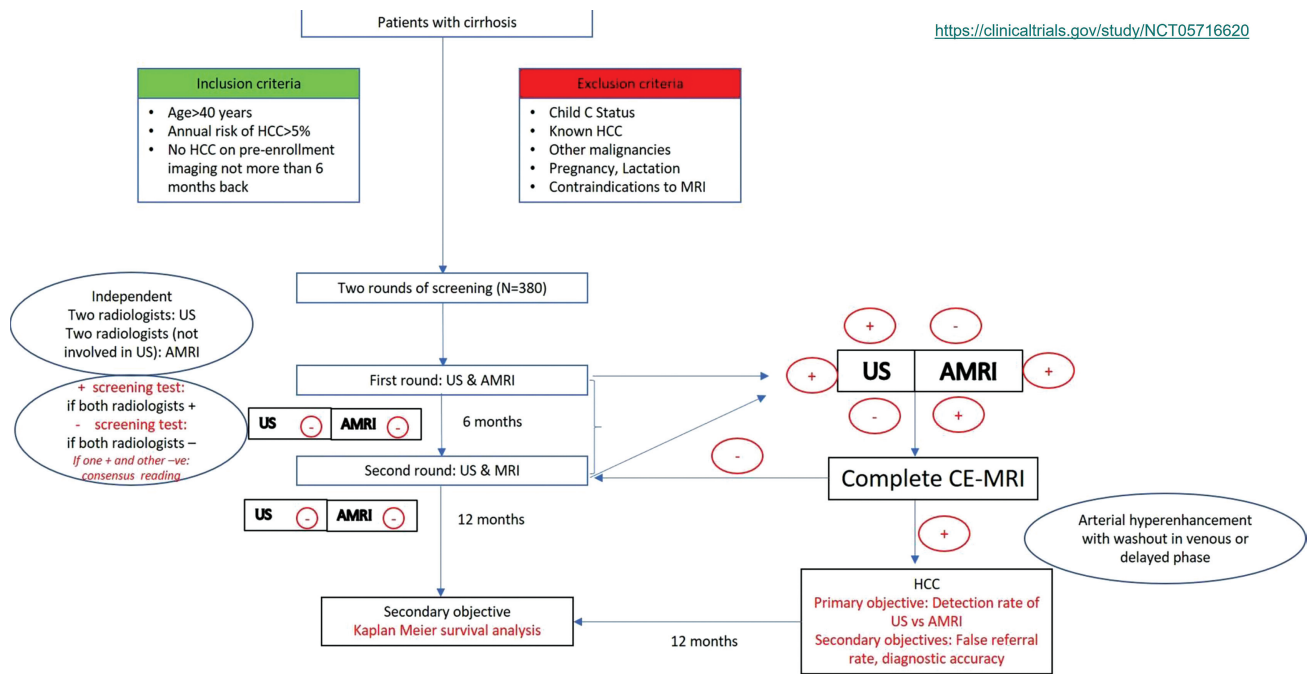 Patients with cirrhosis
https://clinicaltrials.gov/study/NCT05716620
Inclusion criteria
• Age>40 years
• Annual risk of HCC>5%
• No HCC on pre-enrollment
imaging not more than 6
months back
Exclusion criteria
• Child C Status
• Known HCC
• Other malignancies
• Pregnancy, Lactation
• Contraindications to MRI
Two rounds of screening (N=380)
Independent
Two radiologists: US
Two radiologists (not
involved in US): AMRI
+ screening test:
if both radiologists +
- screening test:
if both radiologists –
If one + and other –ve:
consensus reading
First round: US & AMRI
US - AMRI -
6 months
Second round: US & MRI
US - AMRI -
12 months
+ -
+ US AMRI +
- +
-
Complete CE-MRI
+
Arterial hyperenhancement
with washout in venous or
delayed phase
HCC
Primary objective: Detection rate of
US vs AMRI
Secondary objectives: False referral
rate, diagnostic accuracy
12 months
Secondary objective
Kaplan Meier survival analysis